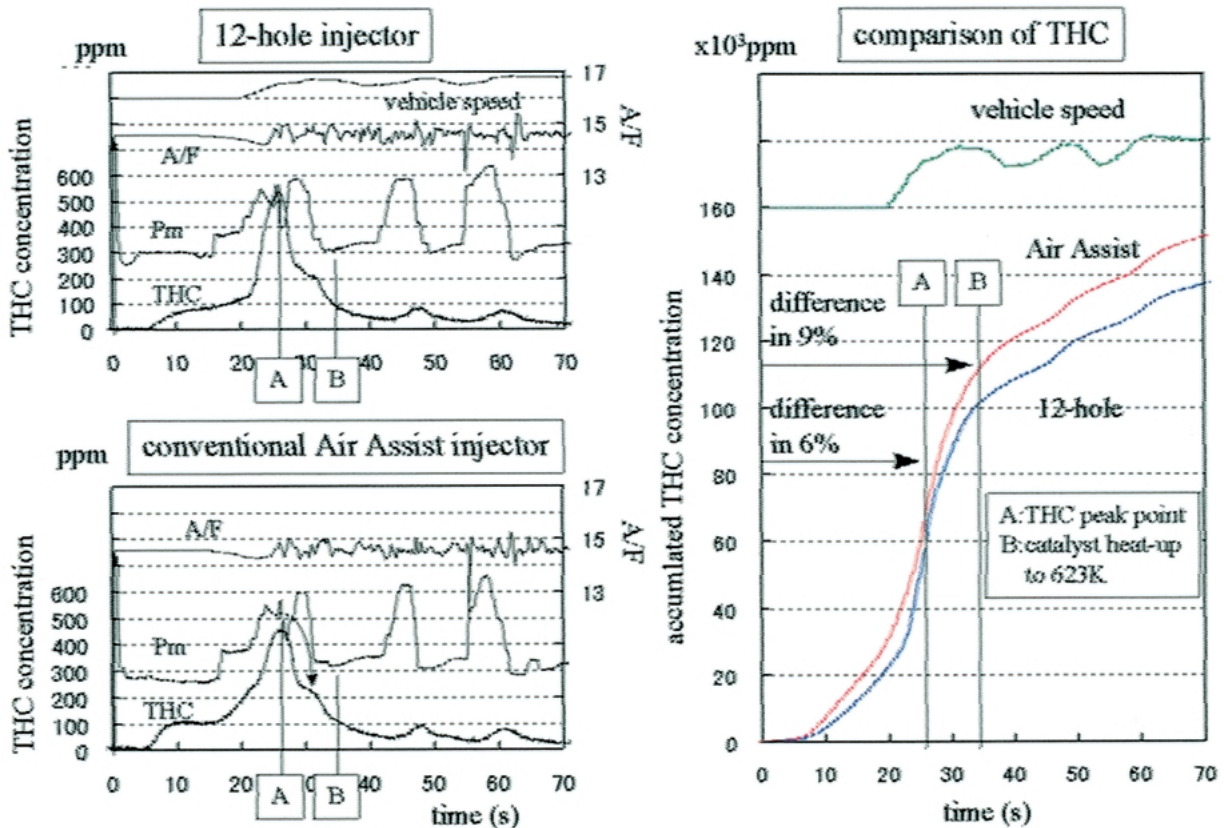 12-hole injector
ppm
17
15
13
A/F
vehicle speed
A/F
THC concentration
600
500
400
300
200
100
0
Pm
THC
0 10 20 30 40 50 60 70
A
B
conventional Air Assist injector
ppm
17
15
13
A/F
A/F
THC concentration
600
500
400
300
200
100
0
Pm
THC
0 10 20 30 40 50 60 70
A
B
time (s)
comparison of THC
x10³ppm
vehicle speed
160
140
120
100
80
60
40
20
0
accumlated THC concentration
Air Assist
A
B
difference
in 9%
12-hole
difference
in 6%
A:THC peak point
B:catalyst heat-up
to 623K.
0 10 20 30 40 50 60 70
time (s)